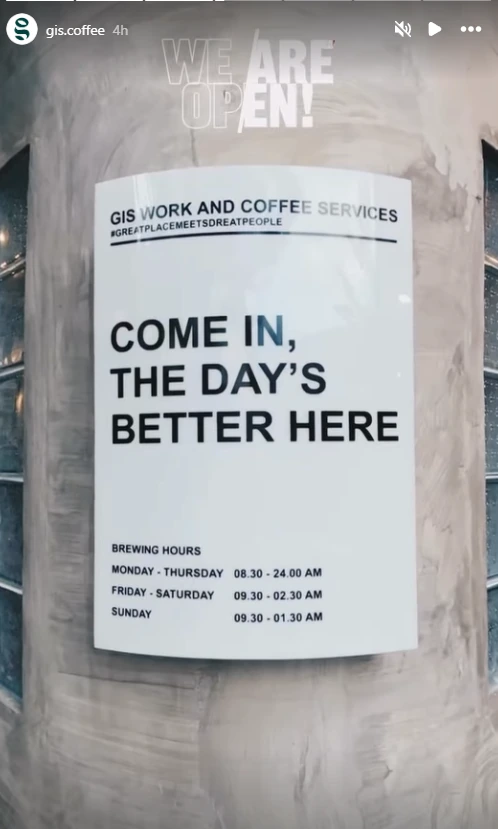 gis.coffee 4h
WE ARE
OPEN!
GIS WORK AND COFFEE SERVICES
#GREATPLACEMEETSDREATPEOPLE
COME IN,
THE DAY'S
BETTER HERE
BREWING HOURS
MONDAY - THURSDAY 08.30 - 24.00 AM
FRIDAY - SATURDAY 09.30 - 02.30 AM
SUNDAY 09.30 - 01.30 AM